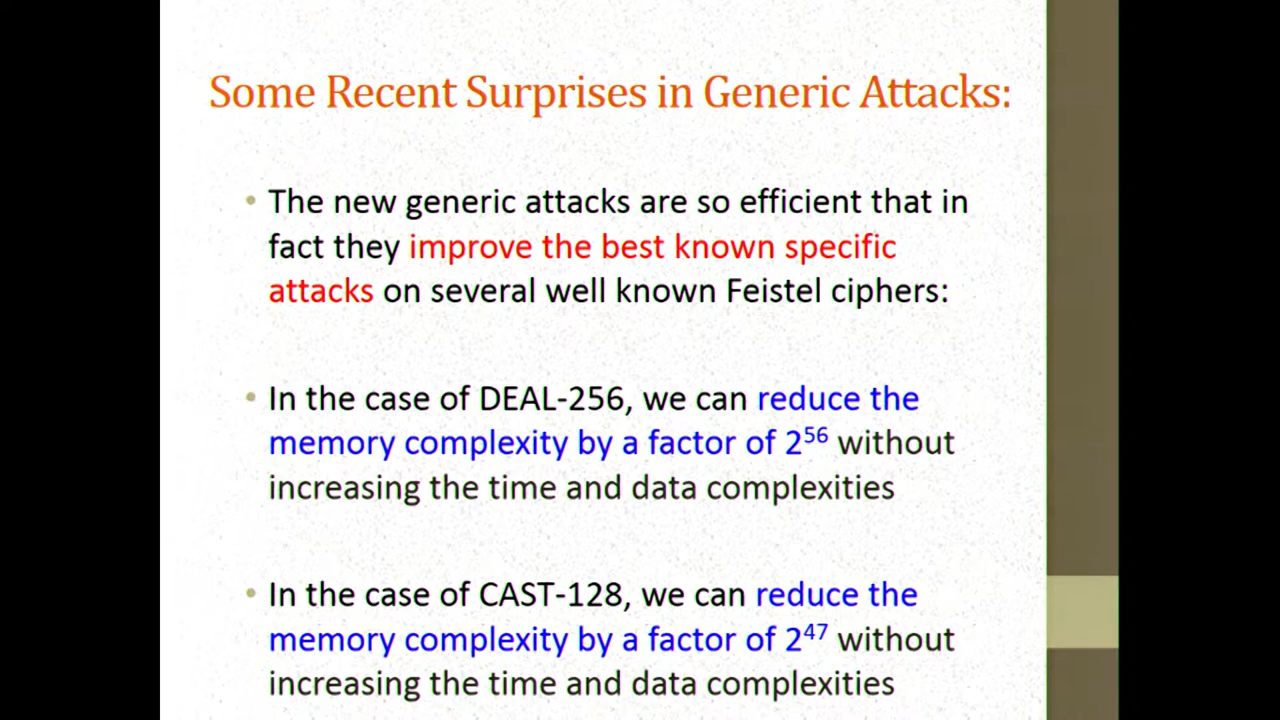 Some Recent Surprises in Generic Attacks:
• The new generic attacks are so efficient that in
fact they improve the best known specific
attacks on several well known Feistel ciphers:
• In the case of DEAL-256, we can reduce the
memory complexity by a factor of 2⁵⁶ without
increasing the time and data complexities
• In the case of CAST-128, we can reduce the
memory complexity by a factor of 2⁴⁷ without
increasing the time and data complexities